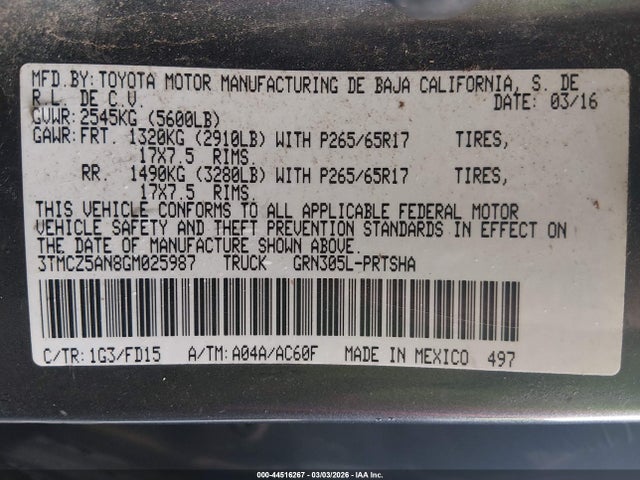 MFD.BY: TOYOTA MOTOR MANUFACTURING DE BAJA CALIFORNIA, S. DE
R.L. DE C.V. DATE: 03/16
GVWR: 2545KG (5600LB)
GAWR: FRT. 1320KG (2910LB) WITH P265/65R17 TIRES,
17X7.5 RIMS.
RR. 1490KG (3280LB) WITH P265/65R17 TIRES,
17X7.5 RIMS.
THIS VEHICLE CONFORMS TO ALL APPLICABLE FEDERAL MOTOR
VEHICLE SAFETY AND THEFT PREVENTION STANDARDS IN EFFECT ON
THE DATE OF MANUFACTURE SHOWN ABOVE.
3TMCZ5AN8GM025987 TRUCK GRN305L-PRTSHA
C/TR: 1G3/FD15 A/TM: A04A/AC60F MADE IN MEXICO 497
000-44516267 - 03/03/2026 - IAA Inc.